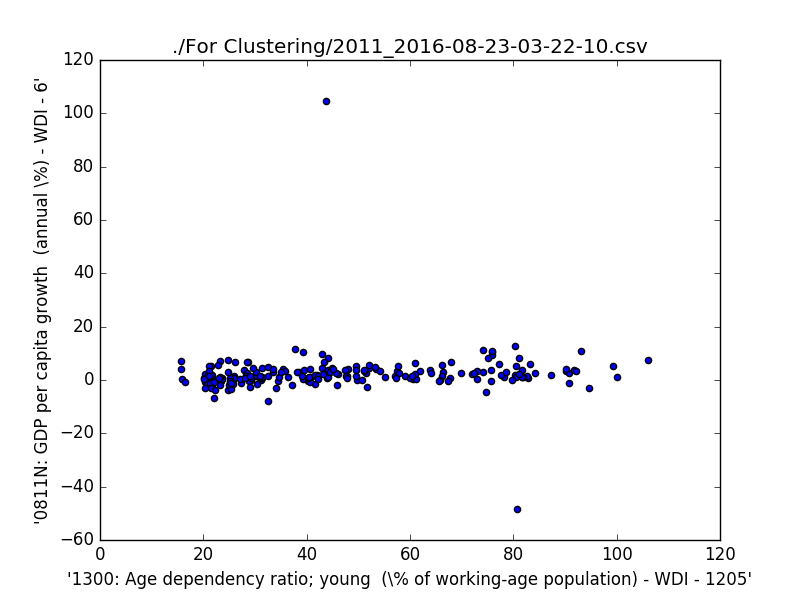 ./For Clustering/2011_2016-08-23-03-22-10.csv
120
100
80
60
40
20
0
−20
−40
−60
'0811N: GDP per capita growth  (annual \%) - WDI - 6'
0 20 40 60 80 100 120
'1300: Age dependency ratio; young  (\% of working-age population) - WDI - 1205'